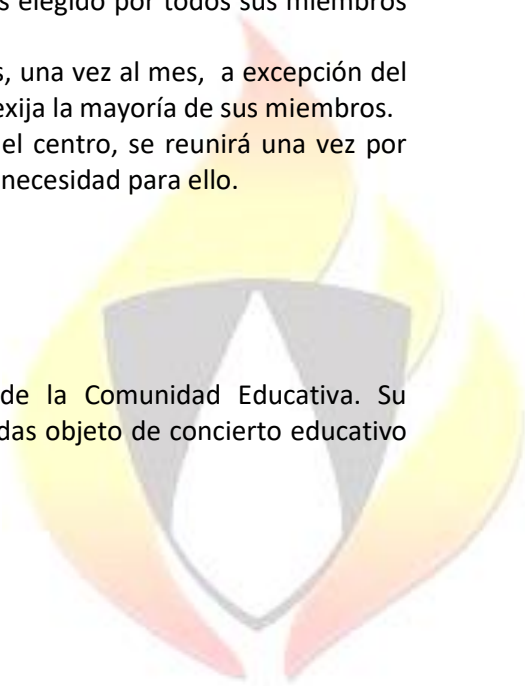 s elegido por todos sus miembros
s, una vez al mes, a excepción del
exija la mayoría de sus miembros.
el centro, se reunirá una vez por
necesidad para ello.
de la Comunidad Educativa. Su
das objeto de concierto educativo